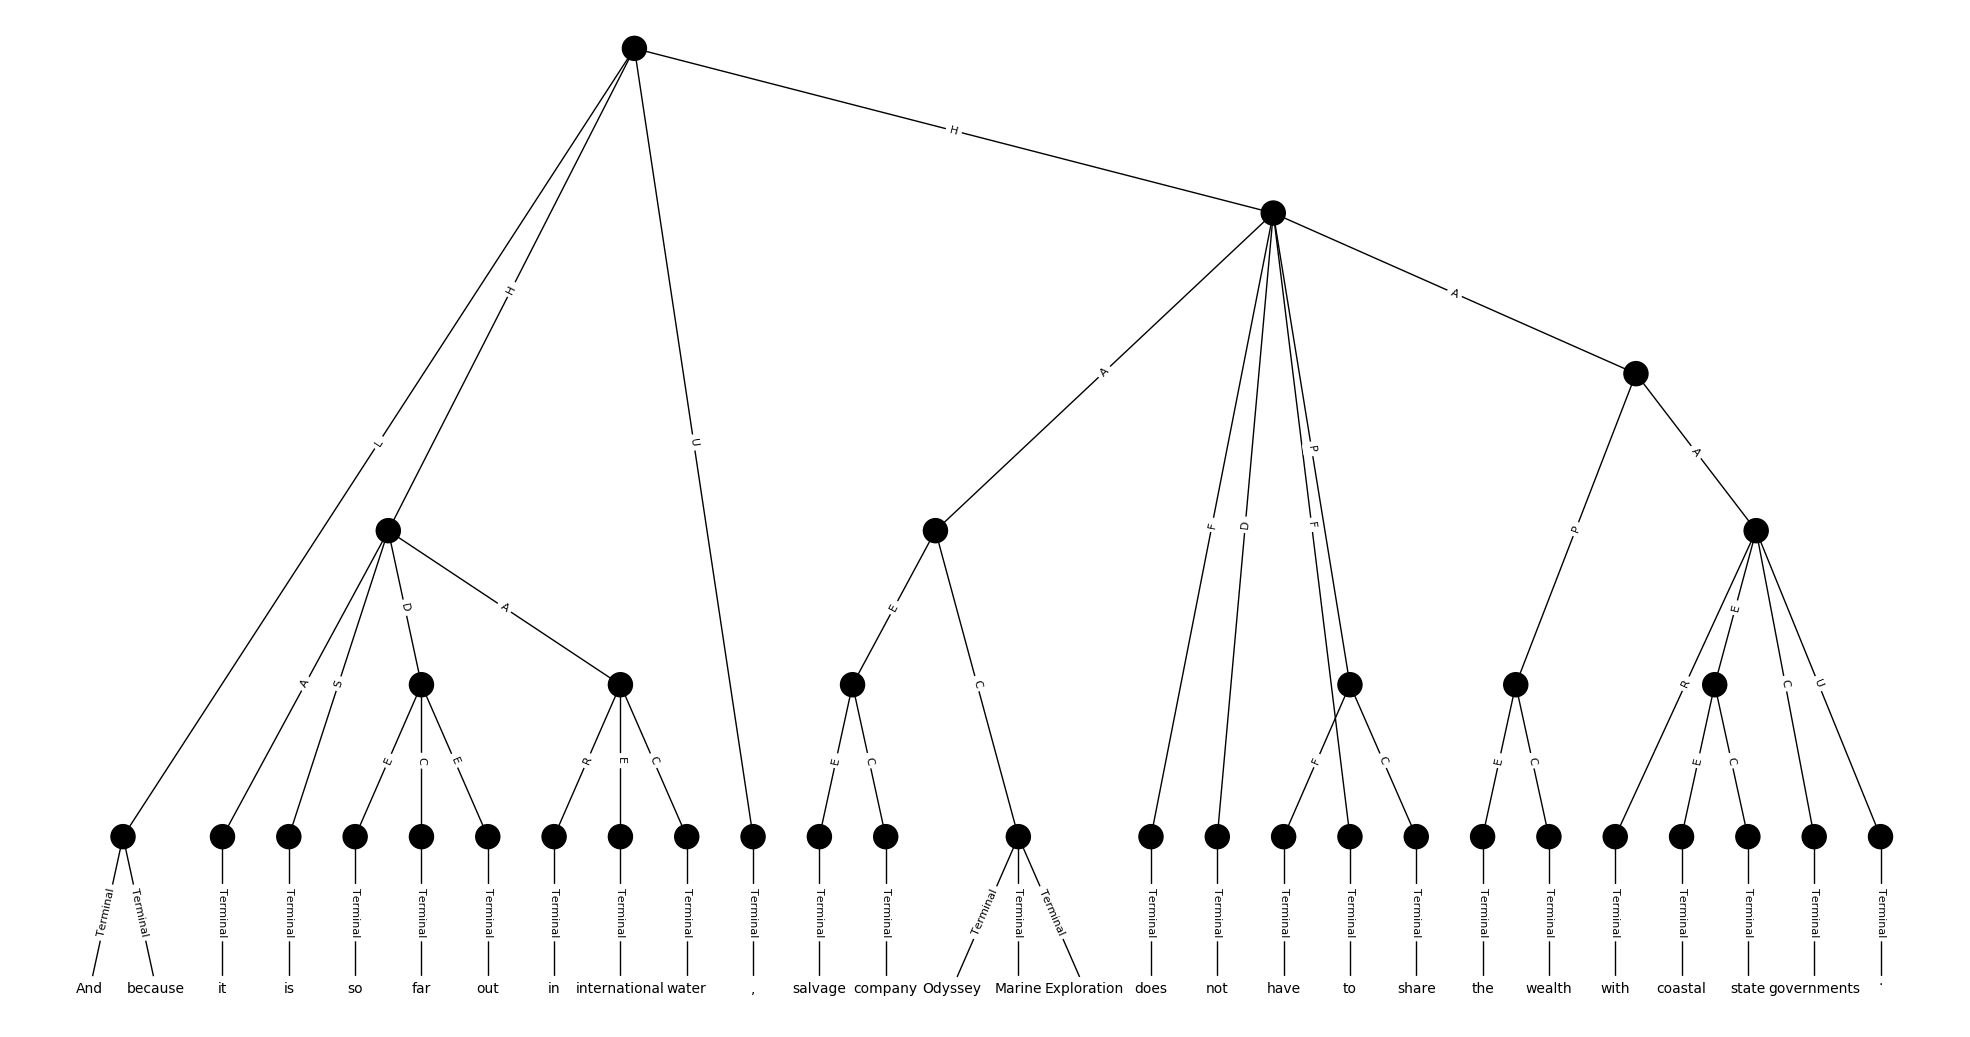 H
H
A
A
L
U
A
P
F
D
F
P
E
D
A
E
A
S
C
R
C
U
E
C
E
R
E
C
E
C
F
C
E
C
E
C
Terminal Terminal Terminal Terminal Terminal Terminal Terminal Terminal Terminal Terminal Terminal Terminal Terminal Terminal Terminal Terminal Terminal Terminal Terminal Terminal Terminal Terminal Terminal Terminal Terminal Terminal Terminal Terminal
And because it is so far out in international water , salvage company Odyssey Marine Exploration does not have to share the wealth with coastal state governments .